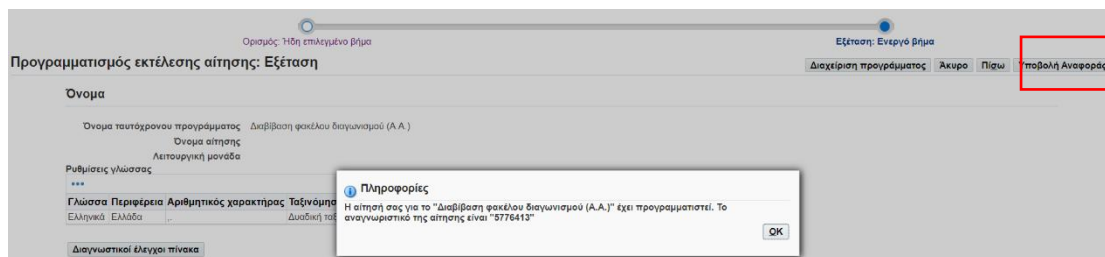 Ορισμός: Ήδη επιλεγμένο βήμα
Εξέταση: Ενεργό βήμα
Προγραμματισμός εκτέλεσης αίτησης: Εξέταση
Διαχείριση προγράμματος Άκυρο Πίσω Υποβολή Αναφοράς
Όνομα
Όνομα ταυτόχρονου προγράμματος Διαβίβαση φακέλου διαγωνισμού (Α.Α.)
Όνομα αίτησης
Λειτουργική μονάδα
Ρυθμίσεις γλώσσας
Γλώσσα Περιφέρεια Αριθμητικός χαρακτήρας Ταξινόμησ
Ελληνικά Ελλάδα ., Δυαδική ταξ
Διαγνωστικοί έλεγχοι πίνακα
Πληροφορίες
Η αίτησή σας για το "Διαβίβαση φακέλου διαγωνισμού (Α.Α.)" έχει προγραμματιστεί. Το
αναγνωριστικό της αίτησης είναι "5776413"
OK